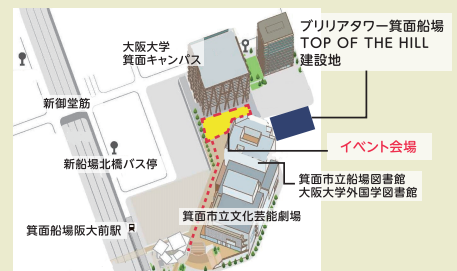 ブリリアタワー箕面船場
TOP OF THE HILL
建設地
大阪大学
箕面キャンパス
新御堂筋
イベント会場
新船場北橋バス停
箕面市立船場図書館
大阪大学外国学図書館
箕面市立文化芸能劇場
箕面船場阪大前駅